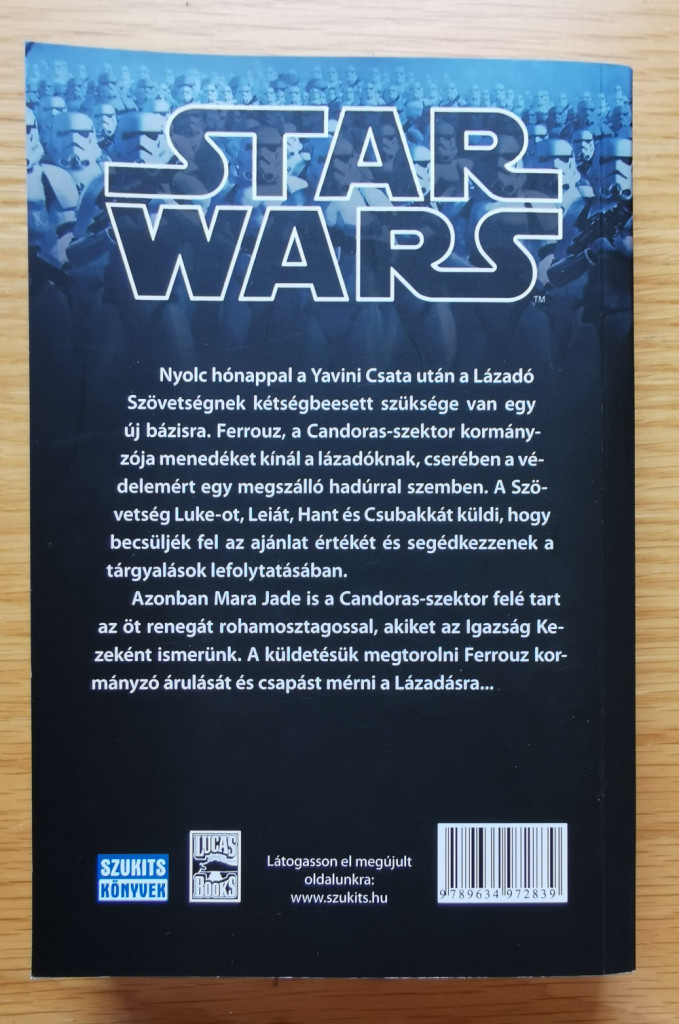 STAR
WARS
TM
Nyolc hónappal a Yavini Csata után a Lázadó
Szövetségnek kétségbeesett szüksége van egy
új bázisra. Ferrouz, a Candoras-szektor kormány-
zója menedéket kínál a lázadóknak, cserében a vé-
delemért egy megszálló hadúrral szemben. A Szö-
vetség Luke-ot, Leiát, Hant és Csubakkát küldi, hogy
becsüljék fel az ajánlat értékét és segédkezzenek a
tárgyalások lefolytatásában.
Azonban Mara Jade is a Candoras-szektor felé tart
az öt renegát rohamosztagossal, akiket az Igazság Ke-
zeként ismerünk. A küldetésük megtorolni Ferrouz kor-
mányzó árulását és csapást mérni a Lázadásra...
SZUKITS
KÖNYVEK
LUCAS
BOOKS
Látogasson el megújult
oldalunkra:
www.szukits.hu
9 789634 972839